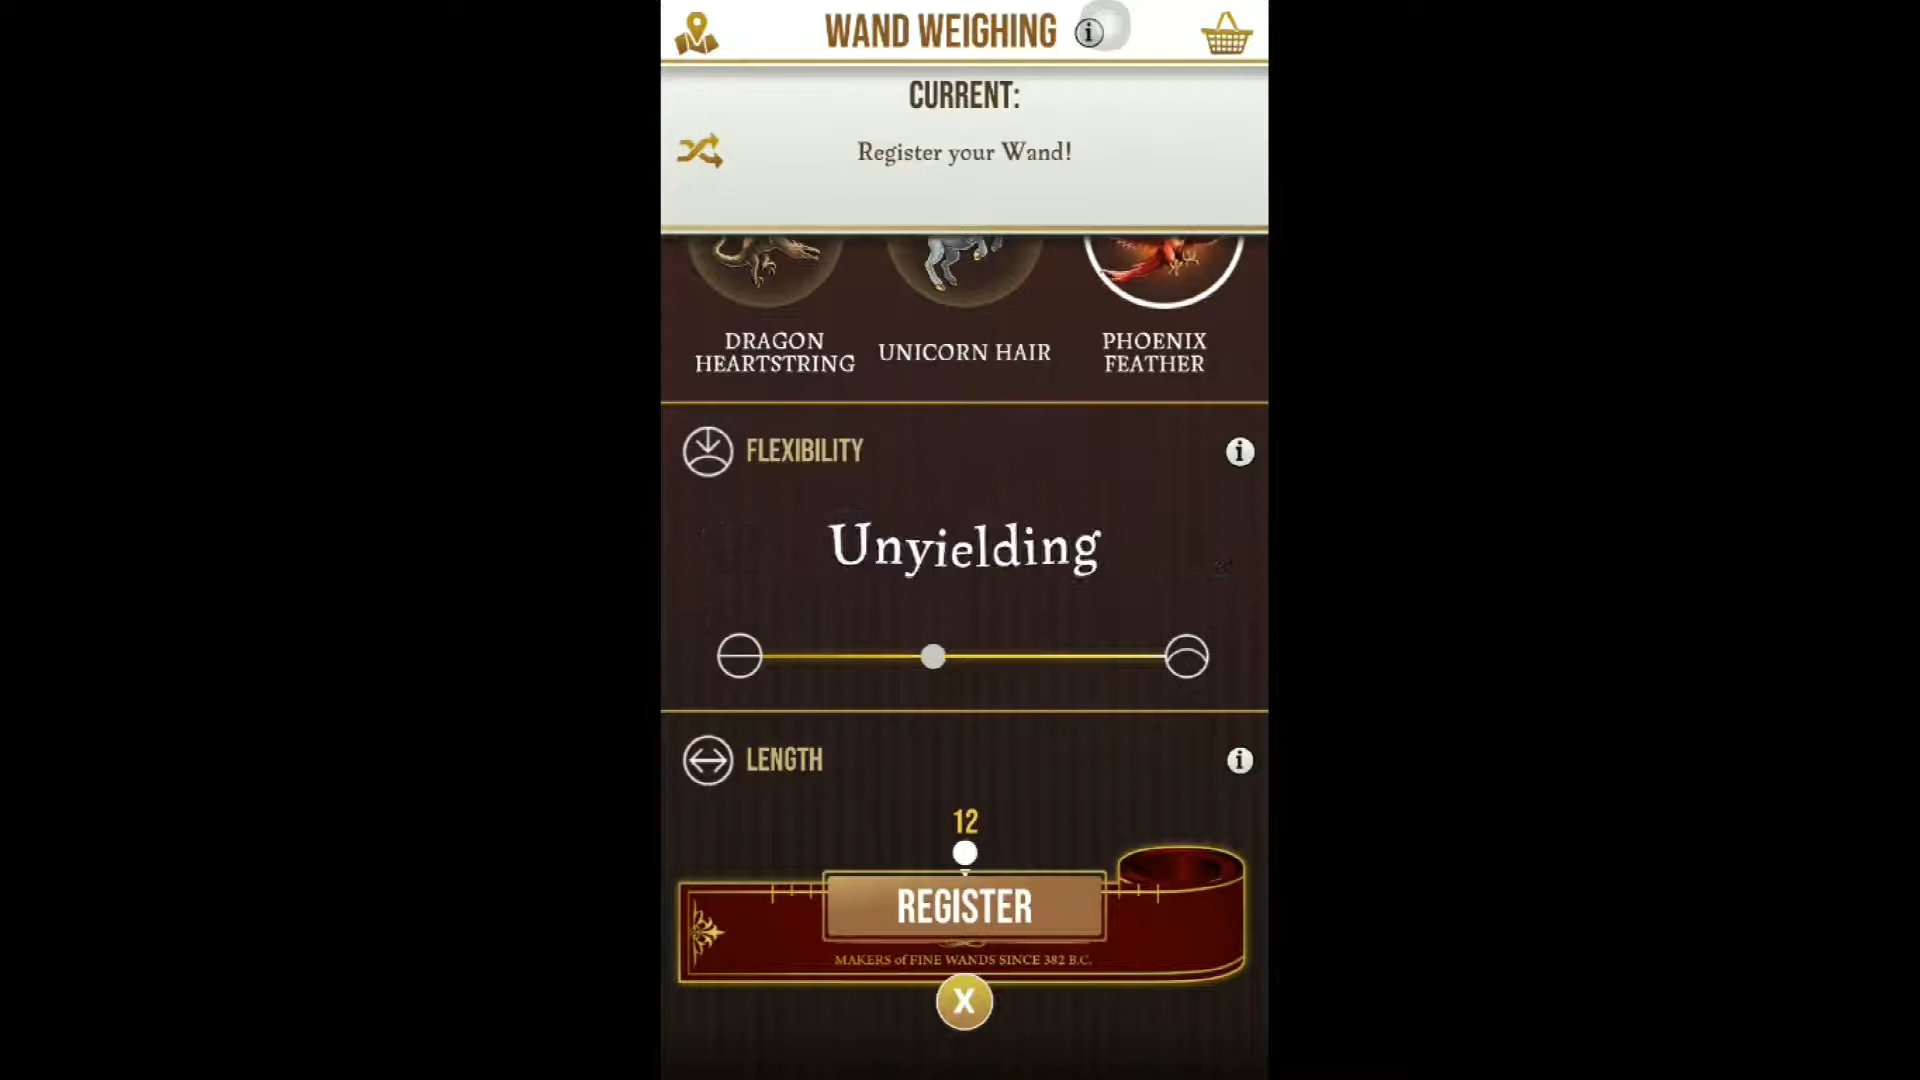 WAND WEIGHING
CURRENT:
Register your Wand!
DRAGON
HEARTSTRING
UNICORN HAIR
PHOENIX
FEATHER
FLEXIBILITY
Unyielding
LENGTH
12
REGISTER
MAKERS of FINE WANDS SINCE 382 B.C.
X